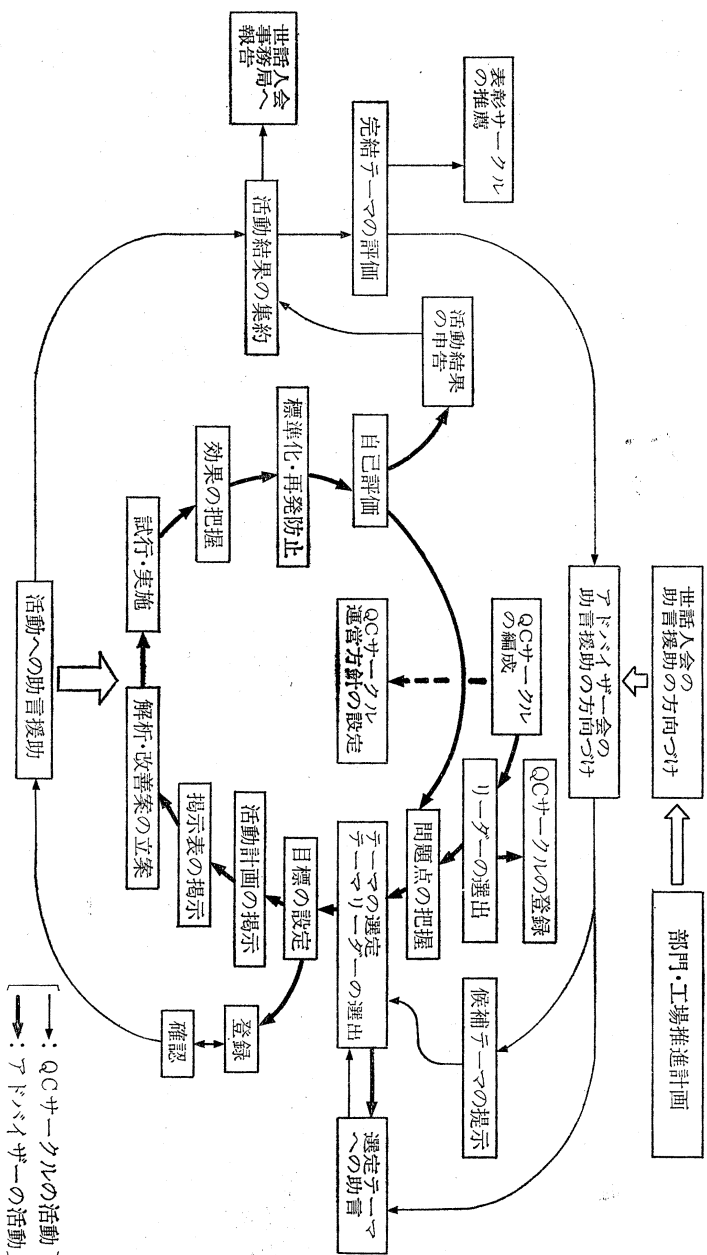 部門・工場推進計画
世話人会の
助言援助の方向づけ
アドバイザー会の
助言援助の方向づけ
表彰サークル
の推薦
完結テーマの評価
世話人会
事務局へ
報告
活動結果の集約
活動結果
の申告
QCサークル
の編成
QCサークルの登録
リーダーの選出
QCサークル
運営方針の設定
候補テーマの提示
問題点の把握
テーマの選定
テーマリーダーの選出
選定テーマ
への助言
自己評価
標準化・再発防止
効果の把握
試行・実施
目標の設定
活動計画の掲示
掲示表の掲示
解析・改善案の立案
登録
確認
活動への助言援助
：QCサークルの活動
：アドバイザーの活動